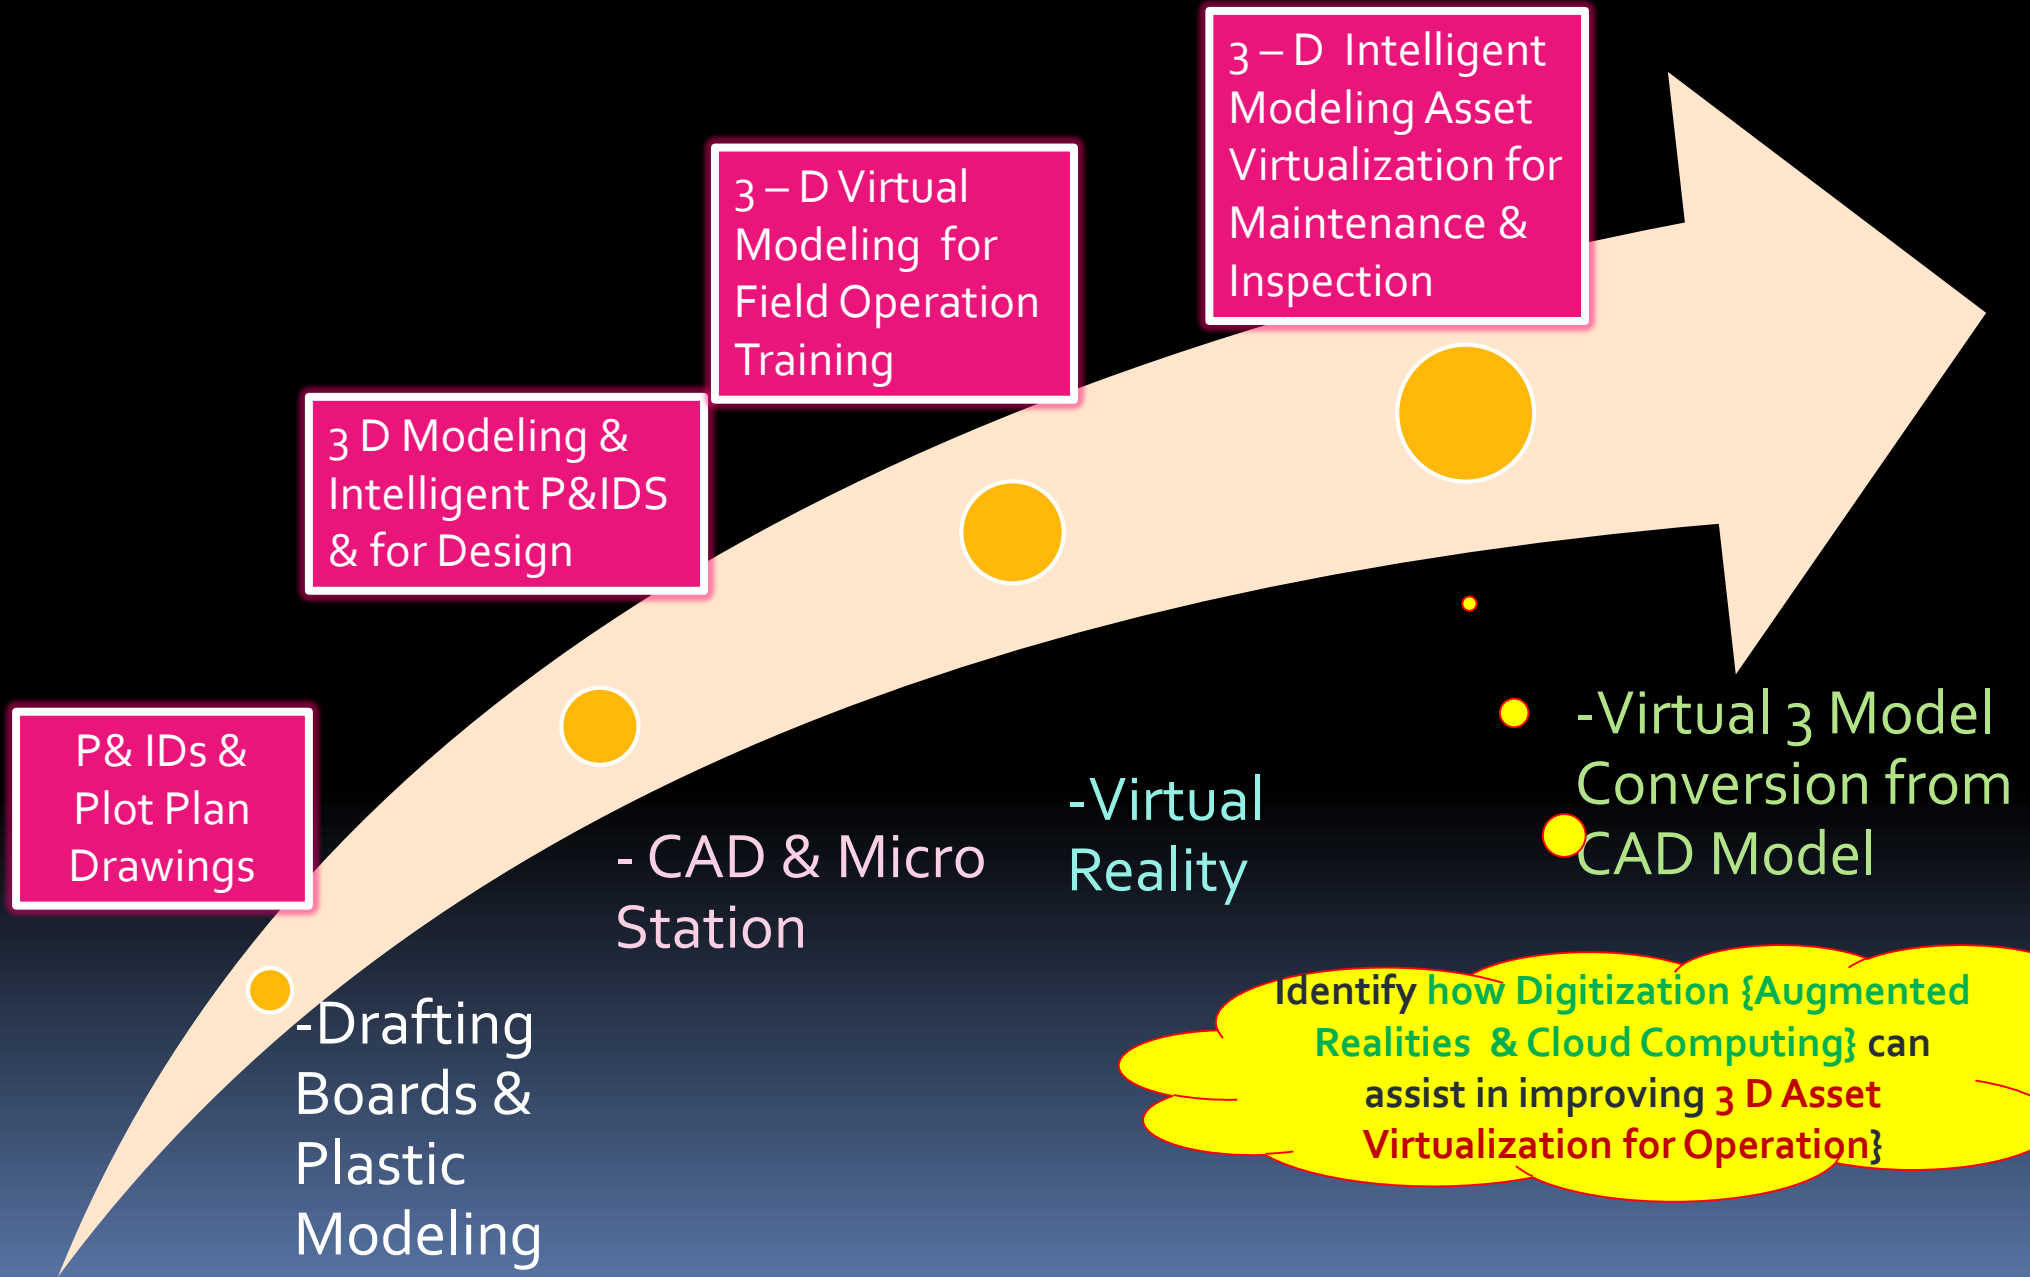 3 – D  Intelligent
Modeling Asset
Virtualization for
Maintenance &
Inspection
3 – D Virtual
Modeling  for
Field Operation
Training
3 D Modeling &
Intelligent P&IDS
& for Design
P& IDs &
Plot Plan
Drawings
-Drafting
Boards &
Plastic
Modeling
- CAD & Micro
Station
-Virtual
Reality
-Virtual 3 Model
Conversion from
CAD Model
Identify how Digitization {Augmented
Realities  & Cloud Computing} can
assist in improving 3 D Asset
Virtualization for Operation}